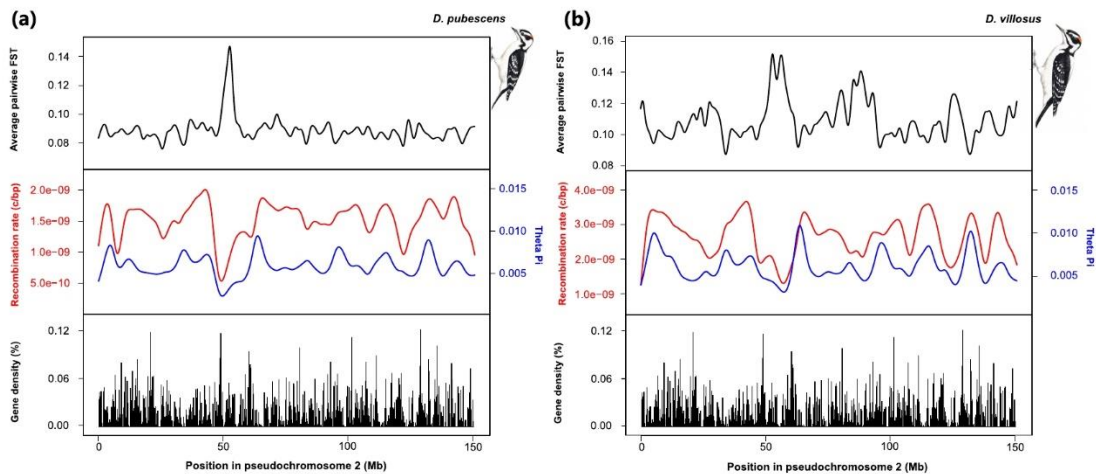 (a)
D. pubescens
Average pairwise FST
0.14
0.12
0.10
0.08
Recombination rate (c/bp)
2.0e−09
1.5e−09
1.0e−09
5.0e−10
0.015
0.010
0.005
Theta Pi
Gene density (%)
0.12
0.06
0.00
0
50
100
150
Position in pseudochromosome 2 (Mb)
(b)
D. villosus
Average pairwise FST
0.16
0.14
0.12
0.10
0.08
Recombination rate (c/bp)
4.0e−09
3.0e−09
2.0e−09
1.0e−09
0.015
0.010
0.005
Theta Pi
Gene density (%)
0.12
0.06
0.00
0
50
100
150
Position in pseudochromosome 2 (Mb)